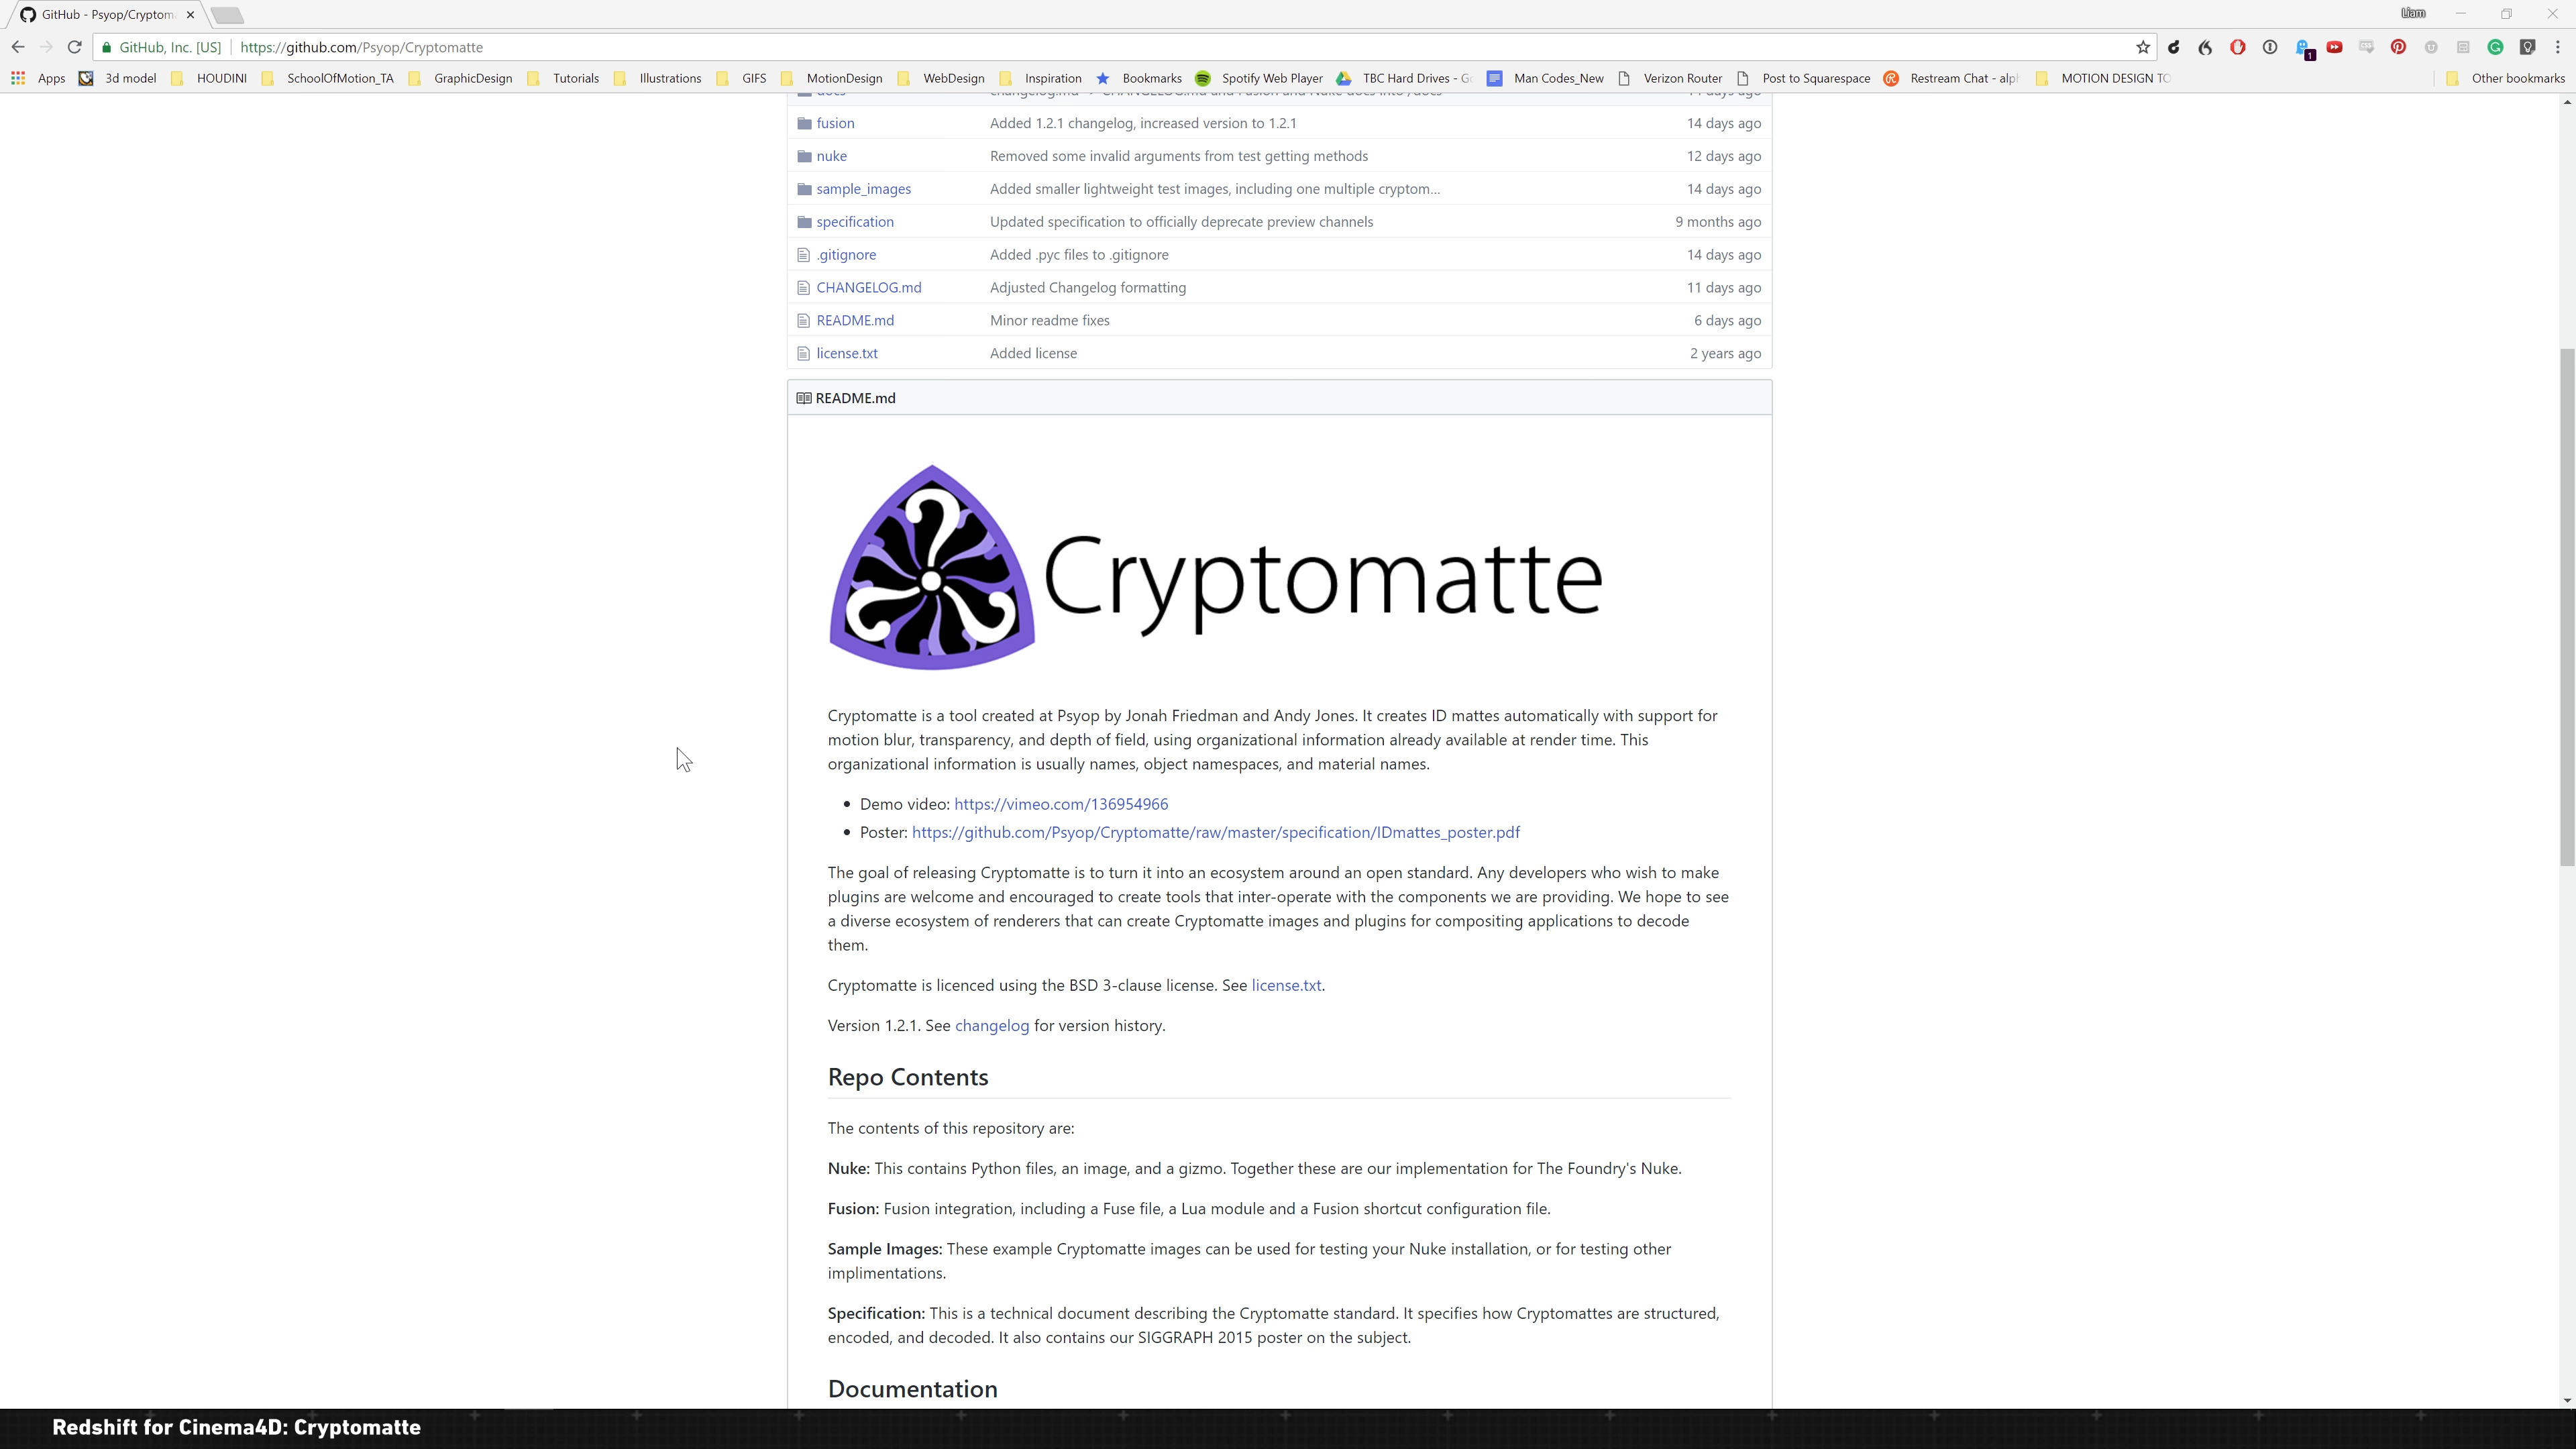 GitHub - Psyop/Cryptom
Liam
GitHub, Inc. [US] https://github.com/Psyop/Cryptomatte
1
Apps 3d model HOUDINI SchoolOfMotion_TA GraphicDesign Tutorials Illustrations GIFS MotionDesign WebDesign Inspiration Bookmarks Spotify Web Player TBC Hard Drives - G Man Codes_New Verizon Router Post to Squarespace Restream Chat - alp MOTION DESIGN TO Other bookmarks
docs changelog.md -> CHANGELOG.md and Fusion and Nuke docs into /docs 14 days ago
fusion Added 1.2.1 changelog, increased version to 1.2.1 14 days ago
nuke Removed some invalid arguments from test getting methods 12 days ago
sample_images Added smaller lightweight test images, including one multiple cryptom... 14 days ago
specification Updated specification to officially deprecate preview channels 9 months ago
.gitignore Added .pyc files to .gitignore 14 days ago
CHANGELOG.md Adjusted Changelog formatting 11 days ago
README.md Minor readme fixes 6 days ago
license.txt Added license 2 years ago
README.md
Cryptomatte
Cryptomatte is a tool created at Psyop by Jonah Friedman and Andy Jones. It creates ID mattes automatically with support for
motion blur, transparency, and depth of field, using organizational information already available at render time. This
organizational information is usually names, object namespaces, and material names.
• Demo video: https://vimeo.com/136954966
• Poster: https://github.com/Psyop/Cryptomatte/raw/master/specification/IDmattes_poster.pdf
The goal of releasing Cryptomatte is to turn it into an ecosystem around an open standard. Any developers who wish to make
plugins are welcome and encouraged to create tools that inter-operate with the components we are providing. We hope to see
a diverse ecosystem of renderers that can create Cryptomatte images and plugins for compositing applications to decode
them.
Cryptomatte is licenced using the BSD 3-clause license. See license.txt.
Version 1.2.1. See changelog for version history.
Repo Contents
The contents of this repository are:
Nuke: This contains Python files, an image, and a gizmo. Together these are our implementation for The Foundry's Nuke.
Fusion: Fusion integration, including a Fuse file, a Lua module and a Fusion shortcut configuration file.
Sample Images: These example Cryptomatte images can be used for testing your Nuke installation, or for testing other
implimentations.
Specification: This is a technical document describing the Cryptomatte standard. It specifies how Cryptomattes are structured,
encoded, and decoded. It also contains our SIGGRAPH 2015 poster on the subject.
Documentation
Redshift for Cinema4D: Cryptomatte